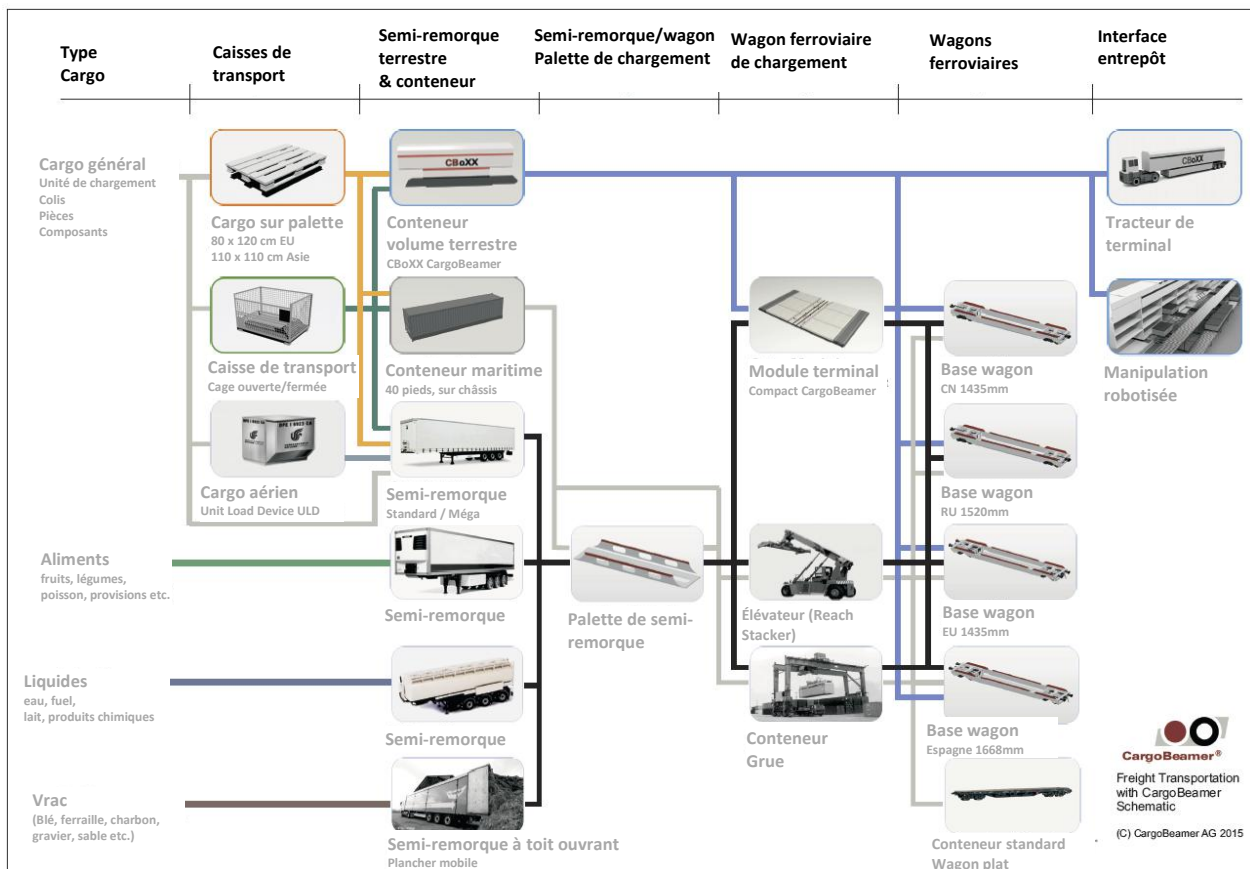 Type
Cargo
Caisses de
transport
Semi-remorque
terrestre
& conteneur
Semi-remorque/wagon
Palette de chargement
Wagon ferroviaire
de chargement
Wagons
ferroviaires
Interface
entrepôt
Cargo général
Unité de chargement
Colis
Pièces
Composants
Cargo sur palette
80 x 120 cm EU
110 x 110 cm Asie
CBoXX
Conteneur
volume terrestre
CBoXX CargoBeamer
CBoXX
Tracteur de
terminal
Caisse de transport
Cage ouverte/fermée
Conteneur maritime
40 pieds, sur châssis
Module terminal
Compact CargoBeamer
Base wagon
CN 1435mm
Manipulation
robotisée
Cargo aérien
Unit Load Device ULD
Semi-remorque
Standard / Méga
Base wagon
RU 1520mm
Aliments
fruits, légumes,
poisson, provisions etc.
Semi-remorque
Palette de semi-
remorque
Élévateur (Reach
Stacker)
Base wagon
EU 1435mm
Liquides
eau, fuel,
lait, produits chimiques
Semi-remorque
Conteneur
Grue
Base wagon
Espagne 1668mm
Vrac
(Blé, ferraille, charbon,
gravier, sable etc.)
Semi-remorque à toit ouvrant
Plancher mobile
Conteneur standard
Wagon plat
CargoBeamer®
Freight Transportation
with CargoBeamer
Schematic
(C) CargoBeamer AG 2015